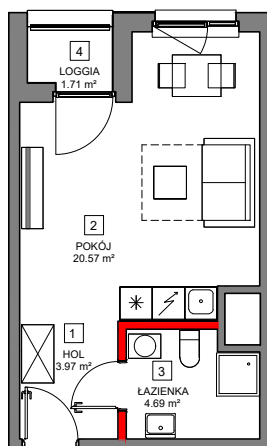 4
LOGGIA
1.71 m²
2
POKÓJ
20.57 m²
1
HOL
3.97 m²
3
ŁAZIENKA
4.69 m²